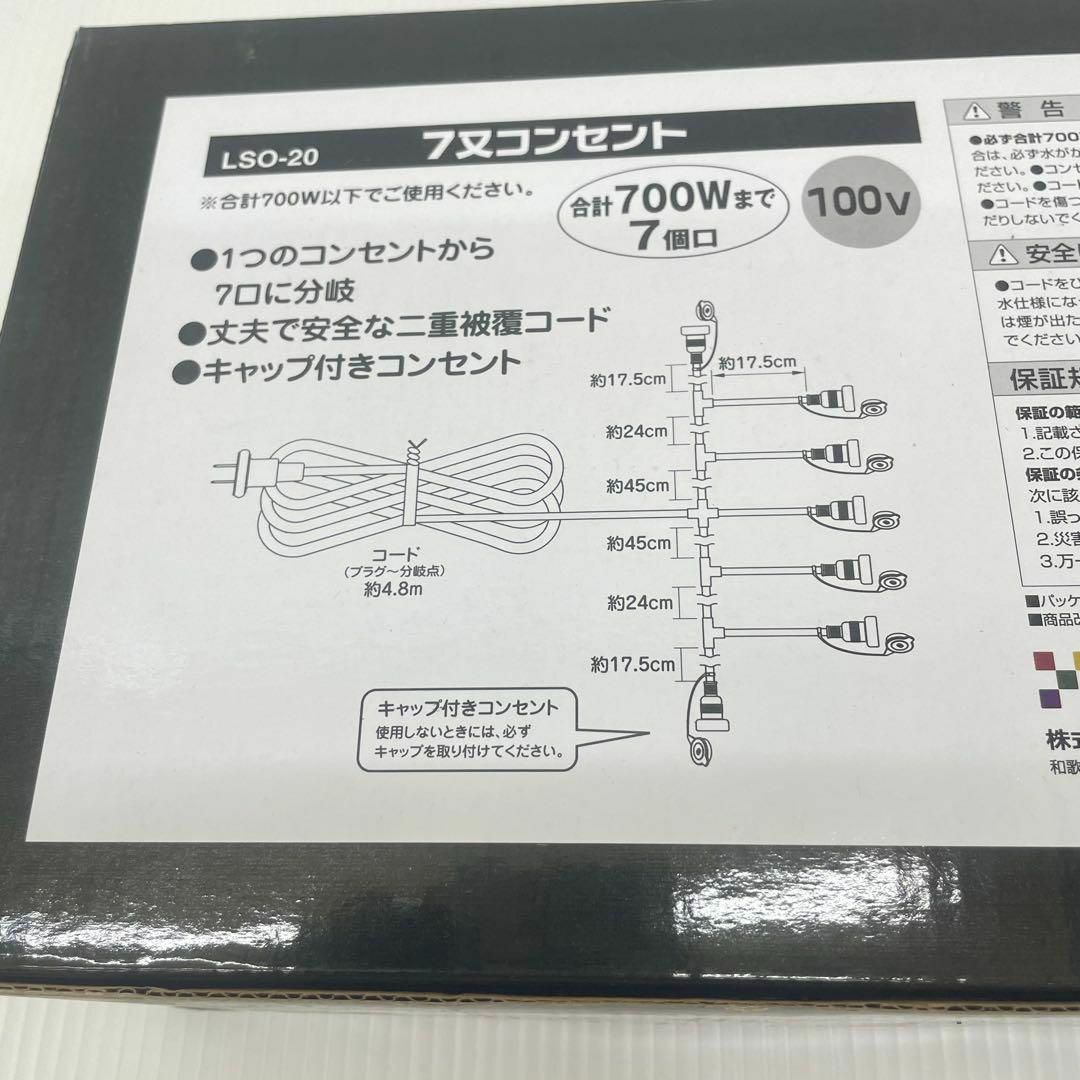 LSO-20
7又コンセント
※合計700W以下でご使用ください。
合計700Wまで
7個口
100V
●1つのコンセントから
7口に分岐
●丈夫で安全な二重被覆コード
●キャップ付きコンセント
約17.5cm
約17.5cm
約24cm
約45cm
約45cm
約24cm
約17.5cm
コード
(プラグ〜分岐点)
約4.8m
キャップ付きコンセント
使用しないときには、必ず
キャップを取り付けてください。
⚠警告
●必ず合計700
合は、必ず水がか
ださい。●コンセ
ださい。●コー
●コードを傷つ
だりしないでく
⚠安全
●コードをひ
水仕様にな
は煙が出た
でください
保証規
保証の範
1.記載さ
2.この保
保証の
次に該
1.誤っ
2.災害
3.万一
■パッケ
■商品改
株式
和歌